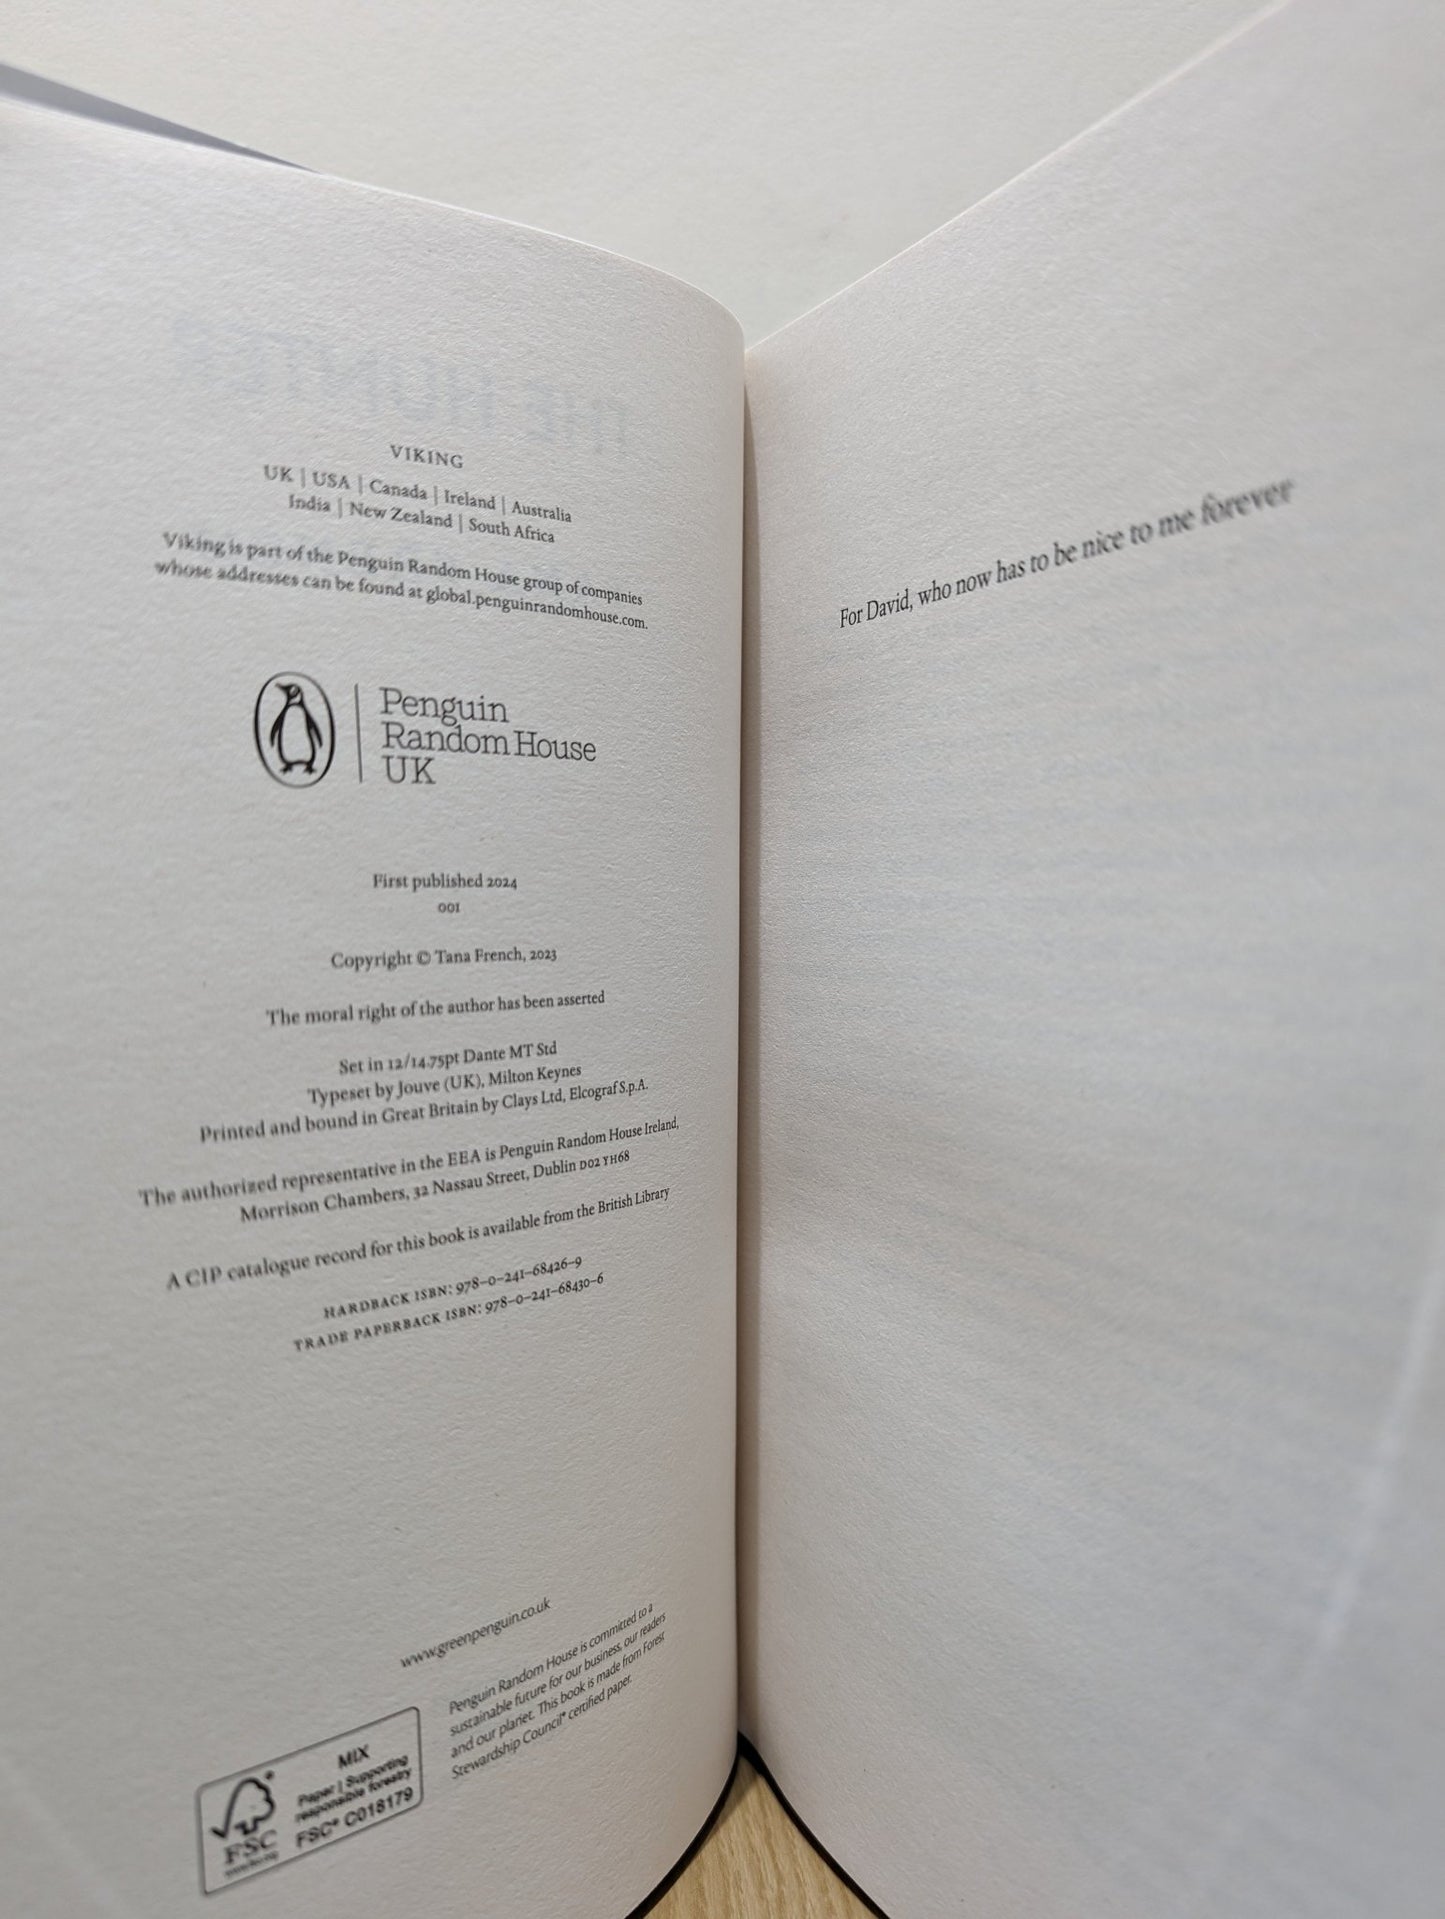 VIKING
UK | USA | Canada | Ireland | Australia
India | New Zealand | South Africa
Viking is part of the Penguin Random House group of companies
whose addresses can be found at global.penguinrandomhouse.com.
Penguin
Random House
UK
First published 2024
001
Copyright © Tana French, 2023
The moral right of the author has been asserted
Set in 12/14.75pt Dante MT Std
Typeset by Jouve (UK), Milton Keynes
Printed and bound in Great Britain by Clays Ltd, Elcograf S.p.A.
The authorized representative in the EEA is Penguin Random House Ireland,
Morrison Chambers, 32 Nassau Street, Dublin D02 YH68
A CIP catalogue record for this book is available from the British Library
HARDBACK ISBN: 978-0-241-68426-9
TRADE PAPERBACK ISBN: 978-0-241-68430-6
www.greenpenguin.co.uk
Penguin Random House is committed to a
sustainable future for our business, our readers
and our planet. This book is made from Forest
Stewardship Council® certified paper.
MIX
Paper | Supporting
responsible forestry
FSC® C018179
FSC
For David, who now has to be nice to me forever